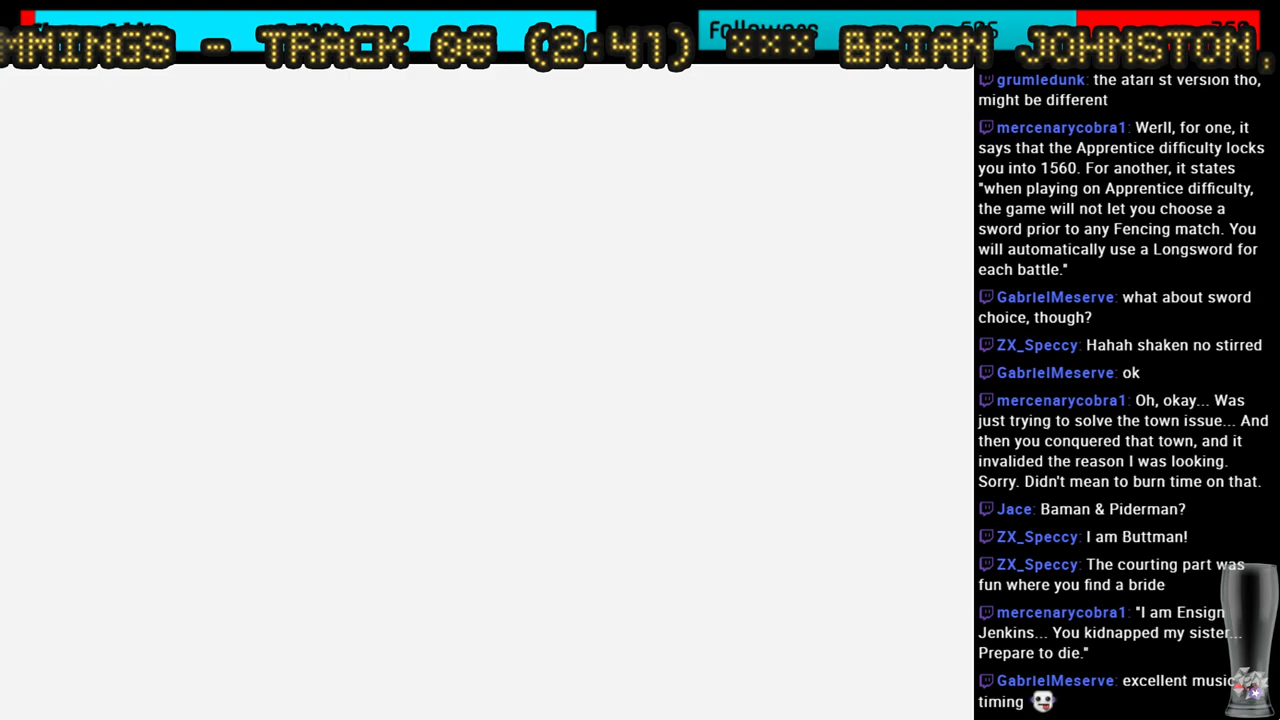 Followers
MMINGS - TRACK 06 (2:41) ××× BRIAN JOHNSTON,
grumledunk: the atari st version tho,
might be different
mercenarycobra1: Werll, for one, it
says that the Apprentice difficulty locks
you into 1560. For another, it states
"when playing on Apprentice difficulty,
the game will not let you choose a
sword prior to any Fencing match. You
will automatically use a Longsword for
each battle."
GabrielMeserve: what about sword
choice, though?
ZX_Speccy: Hahah shaken no stirred
GabrielMeserve: ok
mercenarycobra1: Oh, okay... Was
just trying to solve the town issue... And
then you conquered that town, and it
invalided the reason I was looking.
Sorry. Didn't mean to burn time on that.
Jace: Baman & Piderman?
ZX_Speccy: I am Buttman!
ZX_Speccy: The courting part was
fun where you find a bride
mercenarycobra1: "I am Ensign
Jenkins... You kidnapped my sister...
Prepare to die."
GabrielMeserve: excellent music
timing